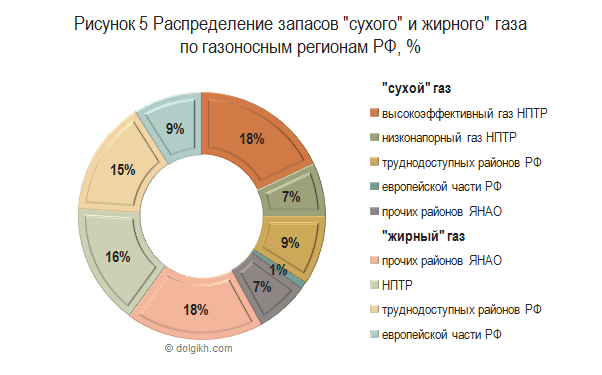 Рисунок 5 Распределение запасов "сухого" и жирного" газа
по газоносным регионам РФ, %
"сухой" газ
высокоэффективный газ НПТР
низконапорный газ НПТР
труднодоступных районов РФ
европейской части РФ
прочих районов ЯНАО
"жирный" газ
прочих районов ЯНАО
НПТР
труднодоступных районов РФ
европейской части РФ
18%
7%
9%
1%
7%
18%
16%
15%
9%
© dolgikh.com